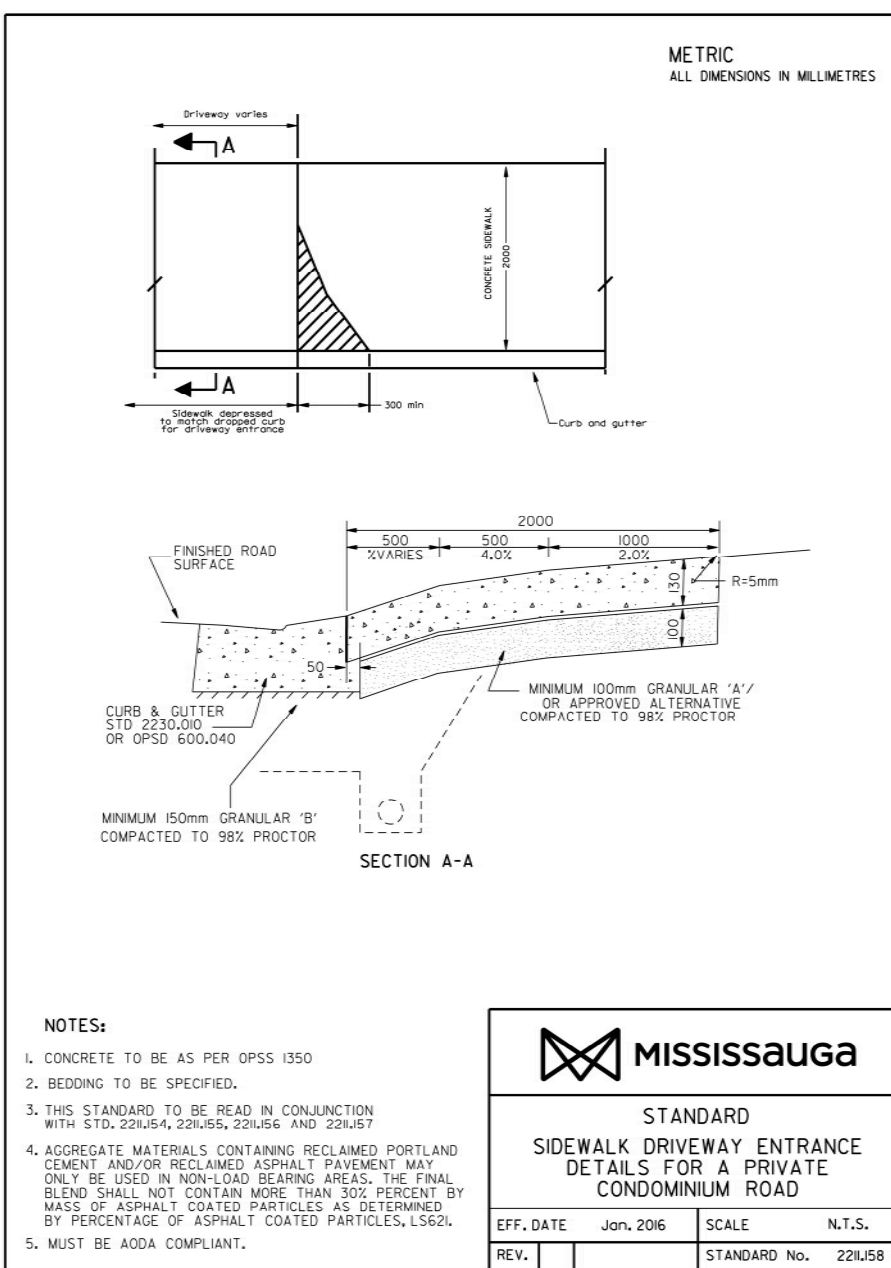 METRIC
ALL DIMENSIONS IN MILLIMETRES
Driveway varies
A
CONCRETE SIDEWALK
2000
A
Sidewalk depressed
to match dropped curb
for driveway entrance
300 min
Curb and gutter
2000
500
500
1000
%VARIES
4.0%
2.0%
FINISHED ROAD
SURFACE
130
R=5mm
100
50
CURB & GUTTER
STD 2230.010
OR OPSD 600.040
MINIMUM 100mm GRANULAR 'A'/
OR APPROVED ALTERNATIVE
COMPACTED TO 98% PROCTOR
MINIMUM 150mm GRANULAR 'B'
COMPACTED TO 98% PROCTOR
SECTION A-A
NOTES:
1. CONCRETE TO BE AS PER OPSS 1350
2. BEDDING TO BE SPECIFIED.
3. THIS STANDARD TO BE READ IN CONJUNCTION
WITH STD. 2211.154, 2211.155, 2211.156 AND 2211.157
4. AGGREGATE MATERIALS CONTAINING RECLAIMED PORTLAND
CEMENT AND/OR RECLAIMED ASPHALT PAVEMENT MAY
ONLY BE USED IN NON-LOAD BEARING AREAS. THE FINAL
BLEND SHALL NOT CONTAIN MORE THAN 30% PERCENT BY
MASS OF ASPHALT COATED PARTICLES AS DETERMINED
BY PERCENTAGE OF ASPHALT COATED PARTICLES, LS621.
5. MUST BE AODA COMPLIANT.
MISSISSauGa
STANDARD
SIDEWALK DRIVEWAY ENTRANCE
DETAILS FOR A PRIVATE
CONDOMINIUM ROAD
EFF. DATE Jan. 2016 SCALE N.T.S.
REV. STANDARD No. 2211.158